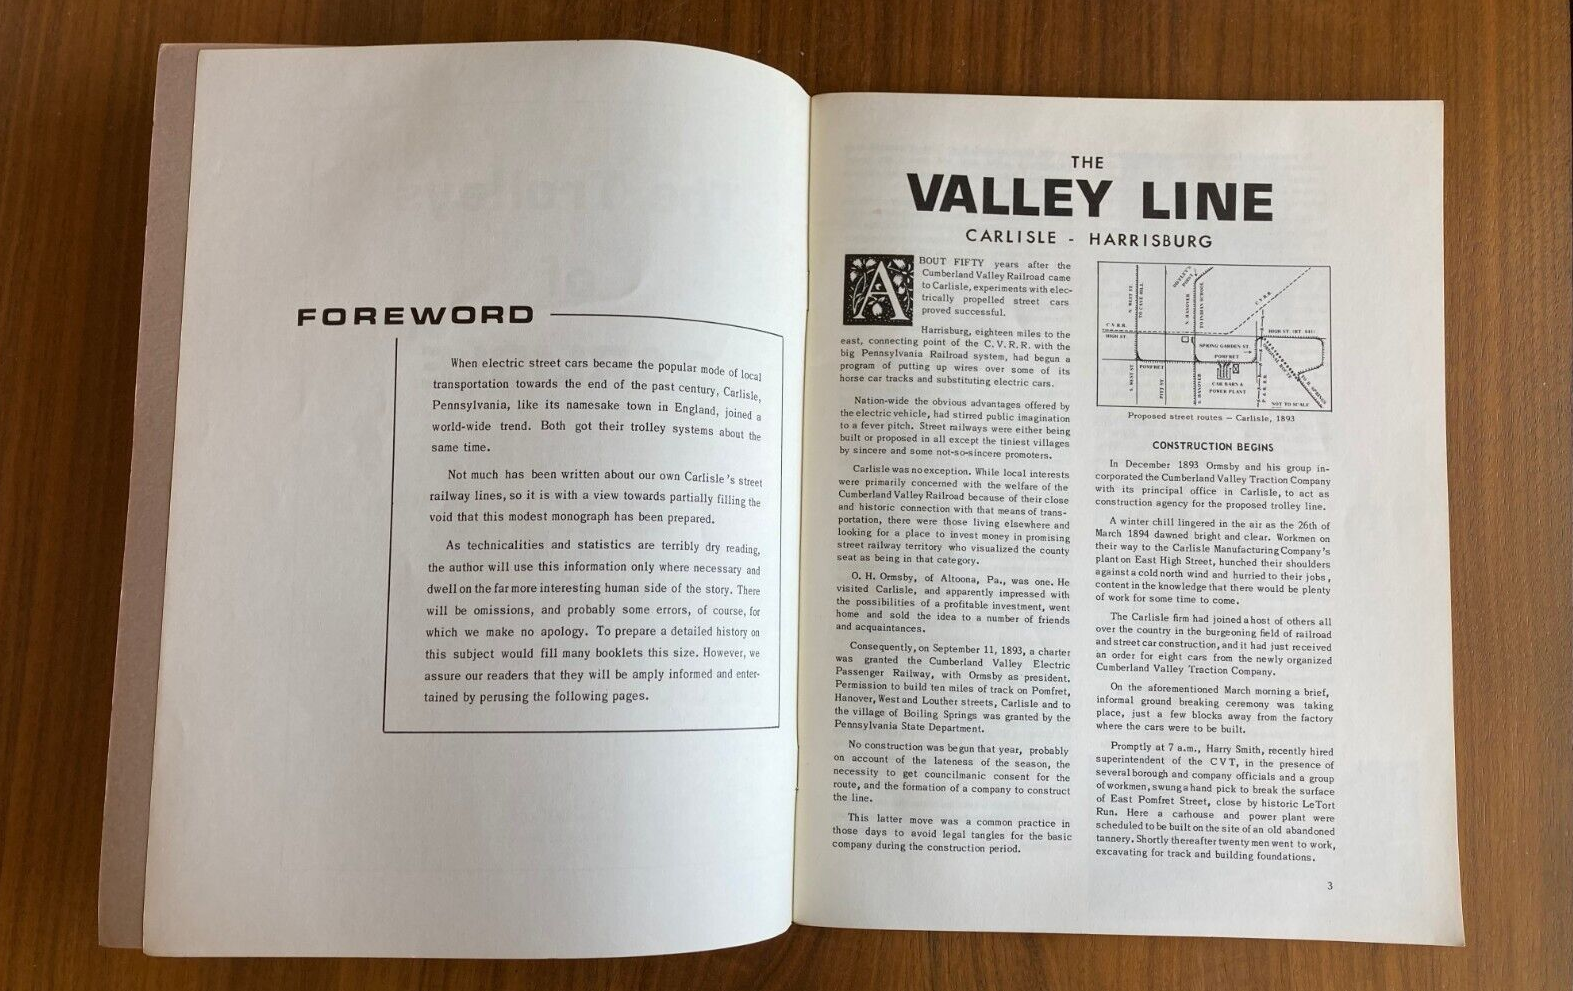 FOREWORD
When electric street cars became the popular mode of local
transportation towards the end of the past century, Carlisle,
Pennsylvania, like its namesake town in England, joined a
world-wide trend. Both got their trolley systems about the
same time.
Not much has been written about our own Carlisle's street
railway lines, so it is with a view towards partially filling the
void that this modest monograph has been prepared.
As technicalities and statistics are terribly dry reading,
the author will use this information only where necessary and
dwell on the far more interesting human side of the story. There
will be omissions, and probably some errors, of course, for
which we make no apology. To prepare a detailed history on
this subject would fill many booklets this size. However, we
assure our readers that they will be amply informed and enter-
tained by perusing the following pages.
THE
VALLEY LINE
CARLISLE - HARRISBURG
ABOUT FIFTY years after the
Cumberland Valley Railroad came
to Carlisle, experiments with elec-
trically propelled street cars
proved successful.
Harrisburg, eighteen miles to the
east, connecting point of the C.V.R.R. with the
big Pennsylvania Railroad system, had begun a
program of putting up wires over some of its
horse car tracks and substituting electric cars.
Nation-wide the obvious advantages offered by
the electric vehicle, had stirred public imagination
to a fever pitch. Street railways were either being
built or proposed in all except the tiniest villages
by sincere and some not-so-sincere promoters.
Carlisle was no exception. While local interests
were primarily concerned with the welfare of the
Cumberland Valley Railroad because of their close
and historic connection with that means of trans-
portation, there were those living elsewhere and
looking for a place to invest money in promising
street railway territory who visualized the county
seat as being in that category.
O. H. Ormsby, of Altoona, Pa., was one. He
visited Carlisle, and apparently impressed with
the possibilities of a profitable investment, went
home and sold the idea to a number of friends
and acquaintances.
Consequently, on September 11, 1893, a charter
was granted the Cumberland Valley Electric
Passenger Railway, with Ormsby as president.
Permission to build ten miles of track on Pomfret,
Hanover, West and Louther streets, Carlisle and to
the village of Boiling Springs was granted by the
Pennsylvania State Department.
No construction was begun that year, probably
on account of the lateness of the season, the
necessity to get councilmanic consent for the
route, and the formation of a company to construct
the line.
This latter move was a common practice in
those days to avoid legal tangles for the basic
company during the construction period.
N. WEST ST.
TO CAVE HILL
N. HANOVER
TO INDIAN SCHOOL
C.V.R.R.
C.V.R.R.
HIGH ST
HIGH ST. (RT 641)
SPRING GARDEN ST
POMFRET
POMFRET
S. WEST ST
PITT ST
S. HANOVER
CAR BARN &
POWER PLANT
NOT TO SCALE
Proposed street routes – Carlisle, 1893
CONSTRUCTION BEGINS
In December 1893 Ormsby and his group in-
corporated the Cumberland Valley Traction Company
with its principal office in Carlisle, to act as
construction agency for the proposed trolley line.
A winter chill lingered in the air as the 26th of
March 1894 dawned bright and clear. Workmen on
their way to the Carlisle Manufacturing Company's
plant on East High Street, hunched their shoulders
against a cold north wind and hurried to their jobs,
content in the knowledge that there would be plenty
of work for some time to come.
The Carlisle firm had joined a host of others all
over the country in the burgeoning field of railroad
and street car construction, and it had just received
an order for eight cars from the newly organized
Cumberland Valley Traction Company.
On the aforementioned March morning a brief,
informal ground breaking ceremony was taking
place, just a few blocks away from the factory
where the cars were to be built.
Promptly at 7 a.m., Harry Smith, recently hired
superintendent of the CVT, in the presence of
several borough and company officials and a group
of workmen, swung a hand pick to break the surface
of East Pomfret Street, close by historic LeTort
Run. Here a carhouse and power plant were
scheduled to be built on the site of an old abandoned
tannery. Shortly thereafter twenty men went to work,
excavating for track and building foundations.
3